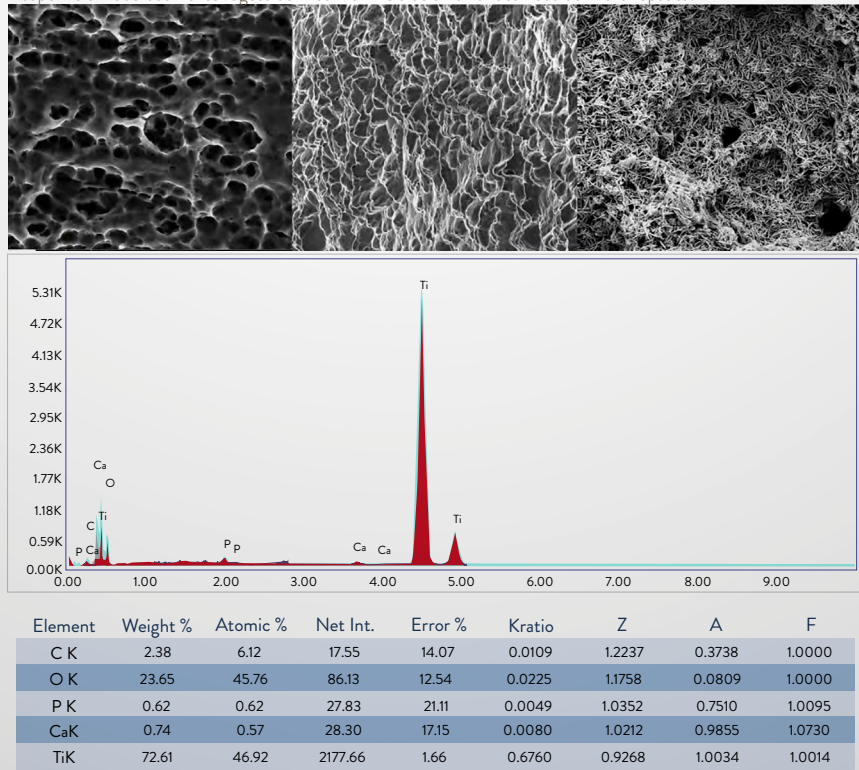 Ti
5.31K
4.72K
4.13K
3.54K
2.95K
2.36K
1.77K
1.18K
0.59K
0.00K
Ca
O
Ti
C
P
Ca
P
P
Ca
Ca
Ti
0.00
1.00
2.00
3.00
4.00
5.00
6.00
7.00
8.00
9.00
Element Weight % Atomic % Net Int. Error % Kratio Z A F
C K 2.38 6.12 17.55 14.07 0.0109 1.2237 0.3738 1.0000
O K 23.65 45.76 86.13 12.54 0.0225 1.1758 0.0809 1.0000
P K 0.62 0.62 27.83 21.11 0.0049 1.0352 0.7510 1.0095
CaK 0.74 0.57 28.30 17.15 0.0080 1.0212 0.9855 1.0730
TiK 72.61 46.92 2177.66 1.66 0.6760 0.9268 1.0034 1.0014